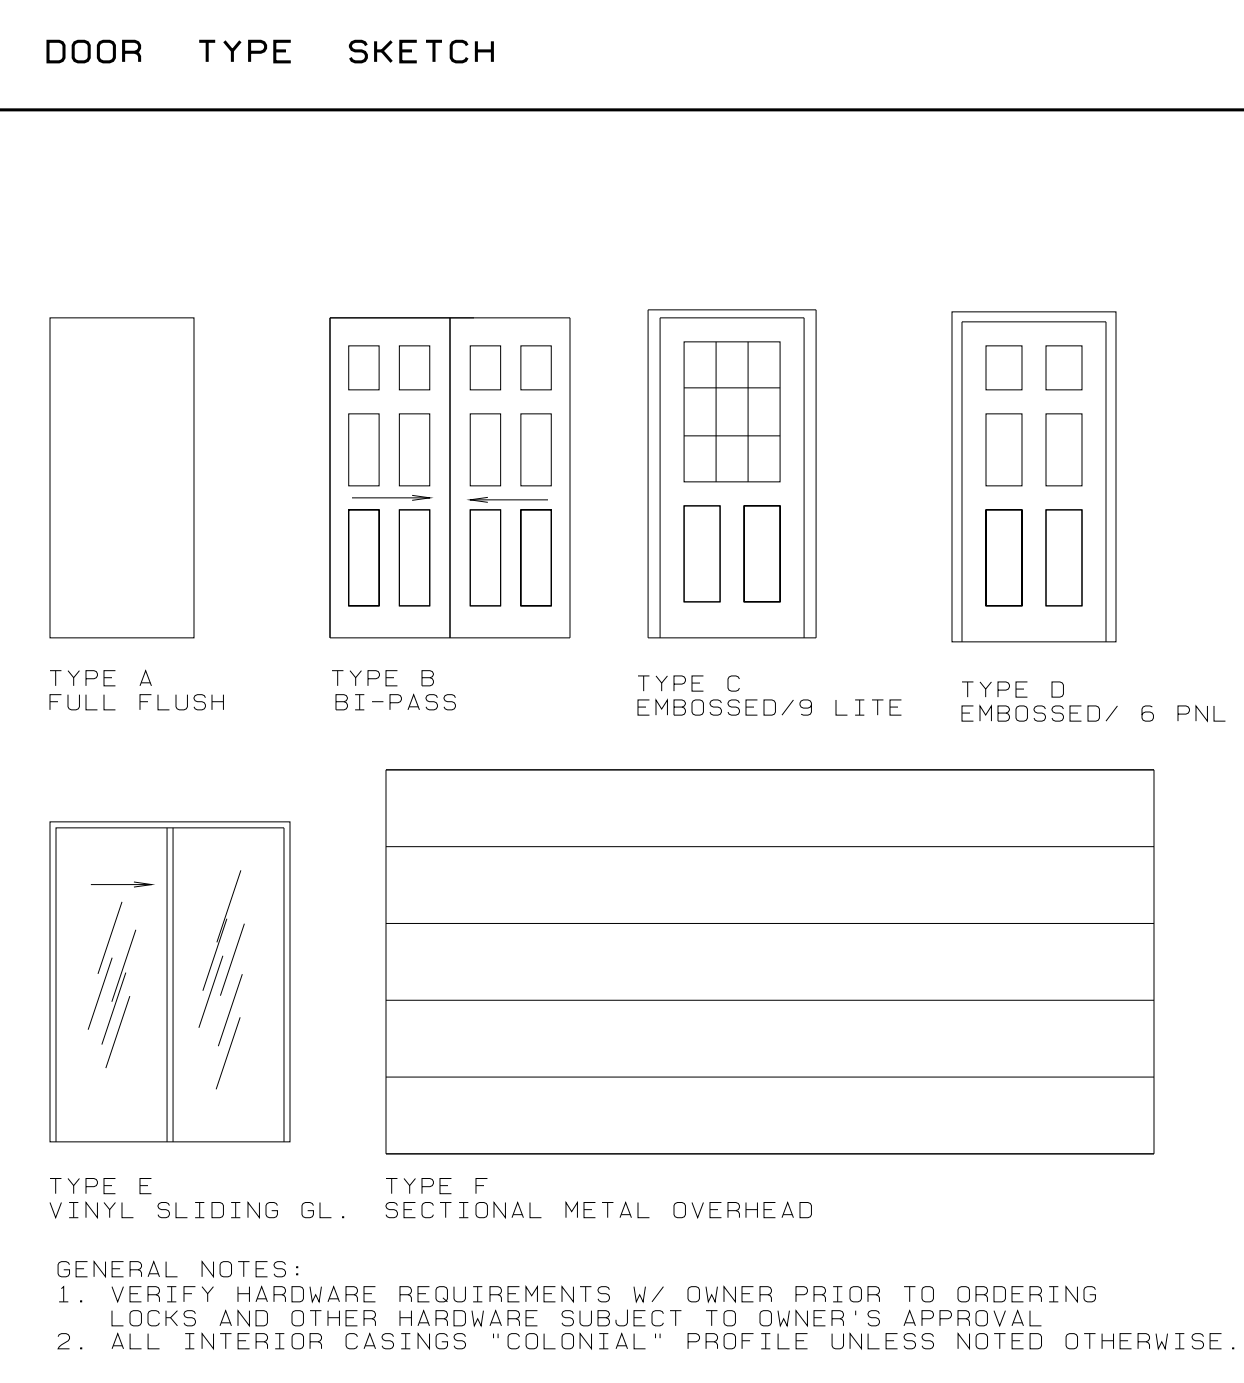 DOOR TYPE SKETCH
TYPE A
FULL FLUSH
TYPE B
BI-PASS
TYPE C
EMBOSSED/9 LITE
TYPE D
EMBOSSED/ 6 PNL
TYPE E
VINYL SLIDING GL.
TYPE F
SECTIONAL METAL OVERHEAD
GENERAL NOTES:
1. VERIFY HARDWARE REQUIREMENTS W/ OWNER PRIOR TO ORDERING
LOCKS AND OTHER HARDWARE SUBJECT TO OWNER'S APPROVAL
2. ALL INTERIOR CASINGS "COLONIAL" PROFILE UNLESS NOTED OTHERWISE.